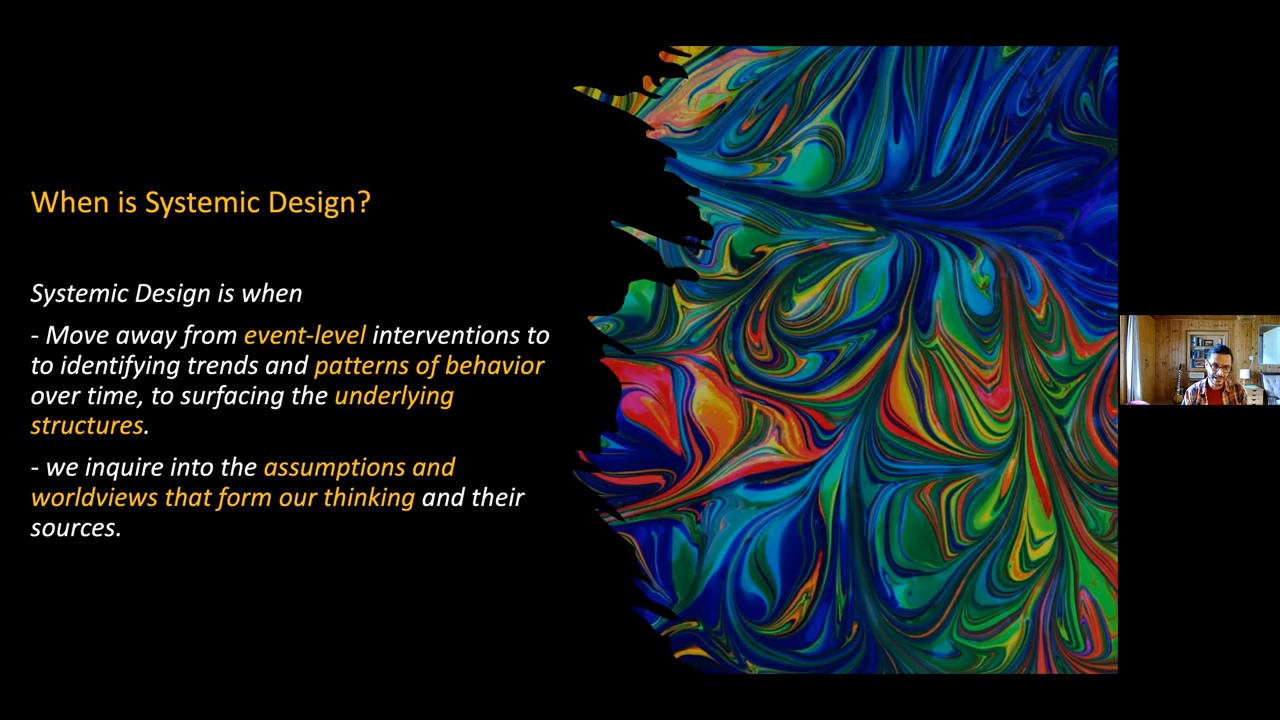 When is Systemic Design?
Systemic Design is when
- Move away from event-level interventions to
to identifying trends and patterns of behavior
over time, to surfacing the underlying
structures.
- we inquire into the assumptions and
worldviews that form our thinking and their
sources.